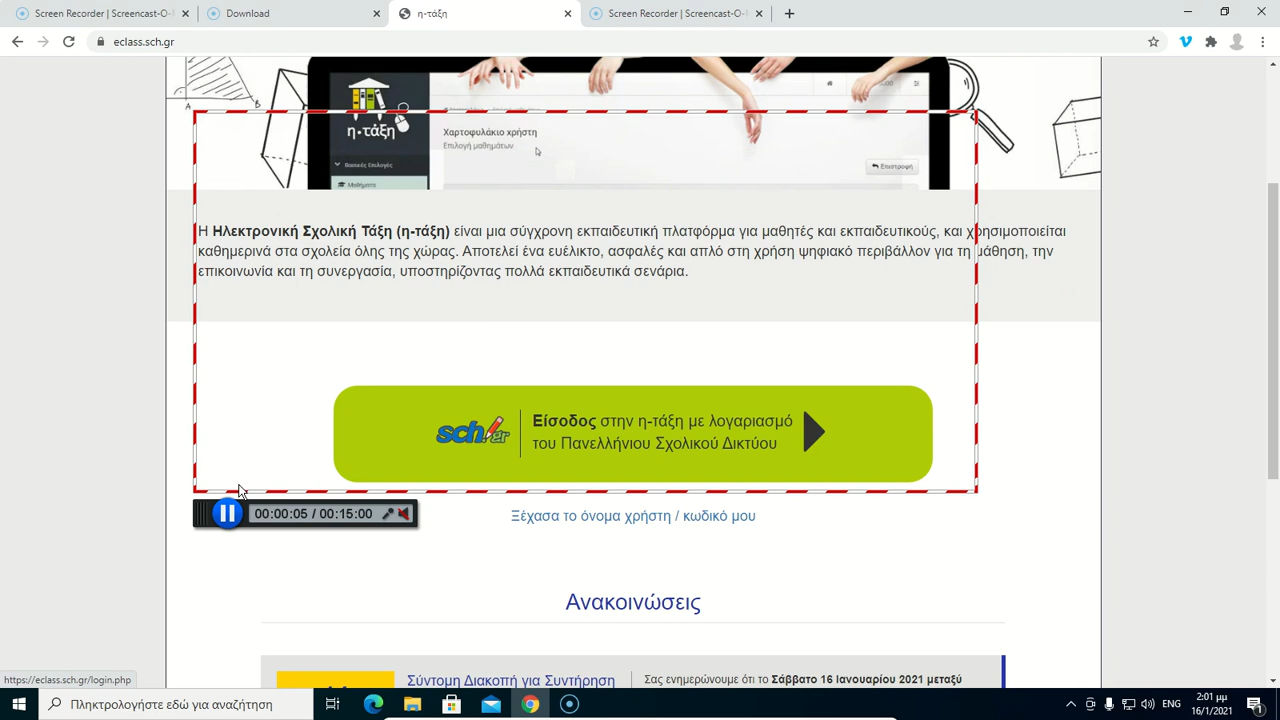 Screen Recorder | Screencast-O-M
Download
η-τάξη
Screen Recorder | Screencast-O-M
eclass.sch.gr
A
B
η·τάξη
Βασικές Επιλογές
Μαθήματα
Χαρτοφυλάκιο χρήστη
Επιλογή μαθημάτων
Επιστροφή
Η Ηλεκτρονική Σχολική Τάξη (η-τάξη) είναι μια σύγχρονη εκπαιδευτική πλατφόρμα για μαθητές και εκπαιδευτικούς, και χρησιμοποιείται
καθημερινά στα σχολεία όλης της χώρας. Αποτελεί ένα ευέλικτο, ασφαλές και απλό στη χρήση ψηφιακό περιβάλλον για τη μάθηση, την
επικοινωνία και τη συνεργασία, υποστηρίζοντας πολλά εκπαιδευτικά σενάρια.
sch.gr
Είσοδος στην η-τάξη με λογαριασμό
του Πανελλήνιου Σχολικού Δικτύου
00:00:05 / 00:15:00
Ξέχασα το όνομα χρήστη / κωδικό μου
Ανακοινώσεις
Σύντομη Διακοπή για Συντήρηση
Σας ενημερώνουμε ότι το Σάββατο 16 Ιανουαρίου 2021 μεταξύ
https://eclass.sch.gr/login.php
Πληκτρολογήστε εδώ για αναζήτηση
ENG
2:01 μμ
16/1/2021
1